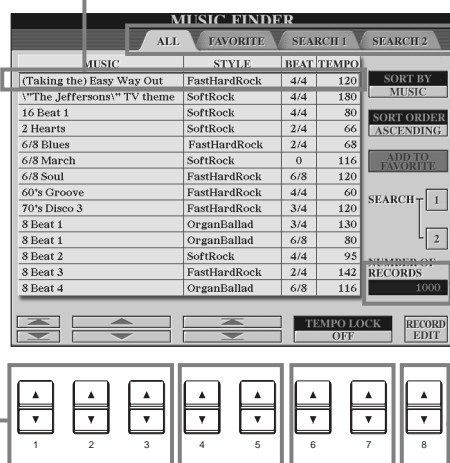 MUSIC FINDER
ALL FAVORITE SEARCH 1 SEARCH 2
MUSIC STYLE BEAT TEMPO
(Taking the) Easy Way Out FastHardRock 4/4 120
\"The Jeffersons\" TV theme SoftRock 4/4 180
16 Beat 1 SoftRock 4/4 80
2 Hearts SoftRock 2/4 66
6/8 Blues FastHardRock 2/4 68
6/8 March SoftRock 0 116
6/8 Soul FastHardRock 6/8 120
60's Groove FastHardRock 4/4 60
70's Disco 3 FastHardRock 3/4 120
8 Beat 1 OrganBallad 3/4 130
8 Beat 1 OrganBallad 6/8 80
8 Beat 2 SoftRock 4/4 95
8 Beat 3 FastHardRock 2/4 142
8 Beat 4 OrganBallad 6/8 116
SORT BY
MUSIC
SORT ORDER
ASCENDING
ADD TO
FAVORITE
SEARCH 1
2
NUMBER OF
RECORDS
1000
TEMPO LOCK
OFF
RECORD
EDIT
1 2 3 4 5 6 7 8